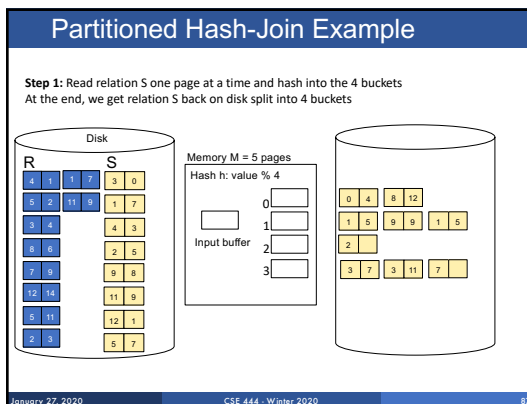 Partitioned Hash-Join Example
Step 1: Read relation S one page at a time and hash into the 4 buckets
At the end, we get relation S back on disk split into 4 buckets
Disk
R S
4 1 1 7 3 0
5 2 11 9 1 7
3 4 4 3
8 6 2 5
7 9 9 8
12 14 11 9
5 11 12 1
2 3 5 7
Memory M = 5 pages
Hash h: value % 4
0
1
Input buffer
2
3
0 4 8 12
1 5 9 9 1 5
2
3 7 3 11 7
January 27, 2020 CSE 444 - Winter 2020